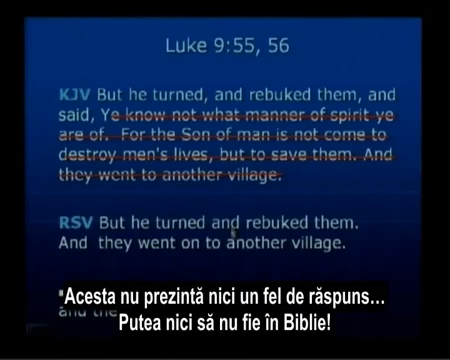 Luke 9:55, 56
KJV But he turned, and rebuked them, and
said, Ye know not what manner of spirit ye
are of. For the Son of man is not come to
destroy men's lives, but to save them. And
they went to another village.
RSV But he turned and rebuked them.
And they went on to another village.
"Acesta nu prezintă nici un fel de răspuns...
Putea nici să nu fie în Biblie!